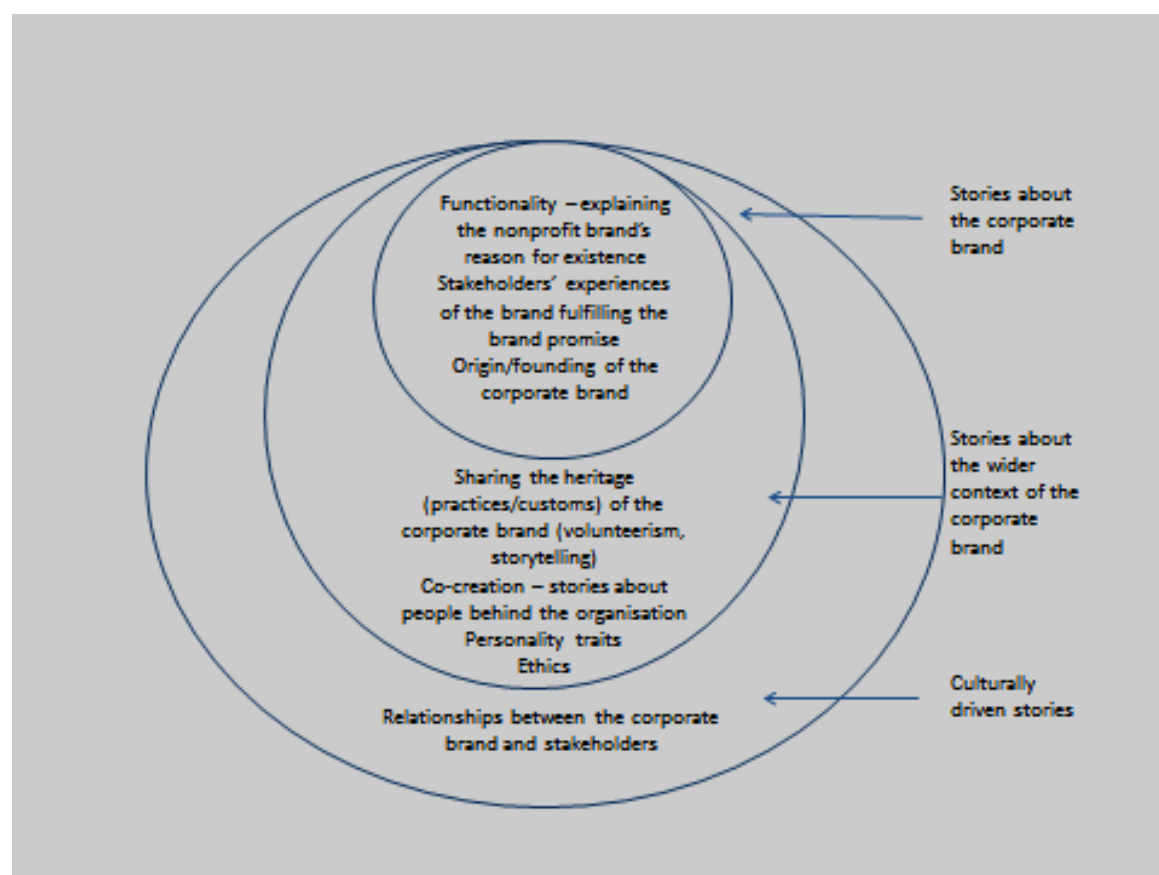 Functionality – explaining
the nonprofit brand's
reason for existence
Stakeholders´ experiences
of the brand fulfilling the
brand promise
Origin/founding of the
corporate brand
Stories about
the corporate
brand
Sharing the heritage
(practices/customs) of the
corporate brand (volunteerism,
storytelling)
Co-creation – stories about
people behind the organisation
Personality traits
Ethics
Stories about
the wider
context of the
corporate
brand
Relationships between the corporate
brand and stakeholders
Culturally
driven stories